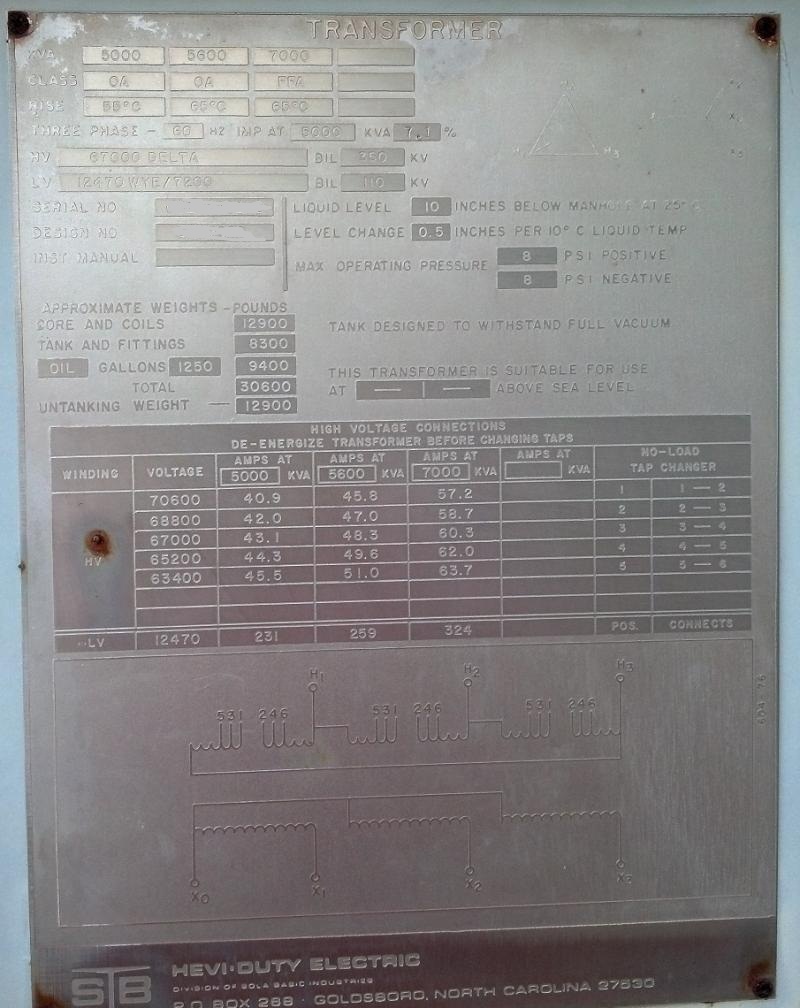 TRANSFORMER
KVA 5000 5600 7000
CLASS OA OA FFA
RISE 55°C 65°C 65°C
THREE PHASE - 60 HZ IMP AT 5000 KVA 7.1 %
HV 67000 DELTA BIL 350 KV
LV 12470 WYE/7200 BIL 110 KV
SERIAL NO LIQUID LEVEL 10 INCHES BELOW MANHOLE AT 25° C
DESIGN NO LEVEL CHANGE 0.5 INCHES PER 10° C LIQUID TEMP
INST MANUAL MAX OPERATING PRESSURE 8 PSI POSITIVE
8 PSI NEGATIVE
APPROXIMATE WEIGHTS - POUNDS
CORE AND COILS 12900 TANK DESIGNED TO WITHSTAND FULL VACUUM
TANK AND FITTINGS 8300
OIL GALLONS 1250 9400 THIS TRANSFORMER IS SUITABLE FOR USE
TOTAL 30600 AT — — ABOVE SEA LEVEL
UNTANKING WEIGHT — 12900
HIGH VOLTAGE CONNECTIONS
DE-ENERGIZE TRANSFORMER BEFORE CHANGING TAPS
WINDING VOLTAGE AMPS AT 5000 KVA AMPS AT 5600 KVA AMPS AT 7000 KVA AMPS AT KVA NO-LOAD TAP CHANGER
70600 40.9 45.8 57.2 1 1 — 2
68800 42.0 47.0 58.7 2 2 — 3
67000 43.1 48.3 60.3 3 3 — 4
HV 65200 44.3 49.6 62.0 4 4 — 5
63400 45.5 51.0 63.7 5 5 — 6
LV 12470 231 259 324 POS. CONNECTS
H1 H2 H3
531 246 531 246 531 246
X0 X1 X2 X3
STB HEVI-DUTY ELECTRIC
DIVISION OF SOLA BASIC INDUSTRIES
P.O. BOX 288 · GOLDSBORO, NORTH CAROLINA 27530